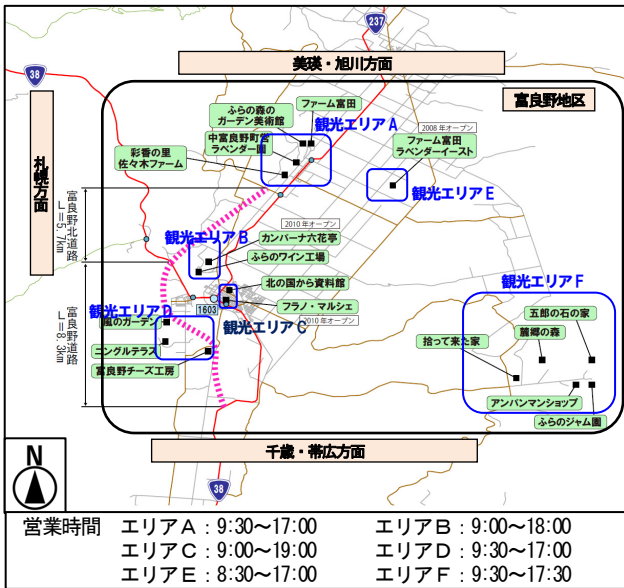 237
38
美瑛・旭川方面
富良野地区
札幌方面
ふらの森の
ガーデン美術館
ファーム富田
観光エリアA
中富良野町営
ラベンダー園
彩香の里
佐々木ファーム
2008年オープン
ファーム富田
ラベンダーイースト
観光エリアE
富良野北道路
L=5.7km
2010年オープン
観光エリアB
カンパーナ六花亭
ふらのワイン工場
観光エリアF
北の国から資料館
フラノ・マルシェ
2010年オープン
観光エリアC
1603
観光エリアD
風のガーデン
ニングルテラス
富良野チーズ工房
富良野道路
L=8.3km
五郎の石の家
麓郷の森
拾って来た家
アンパンマンショップ
ふらのジャム園
千歳・帯広方面
N
38
営業時間 エリアA：9:30～17:00 エリアB：9:00～18:00
エリアC：9:00～19:00 エリアD：9:30～17:00
エリアE：8:30～17:00 エリアF：9:30～17:30